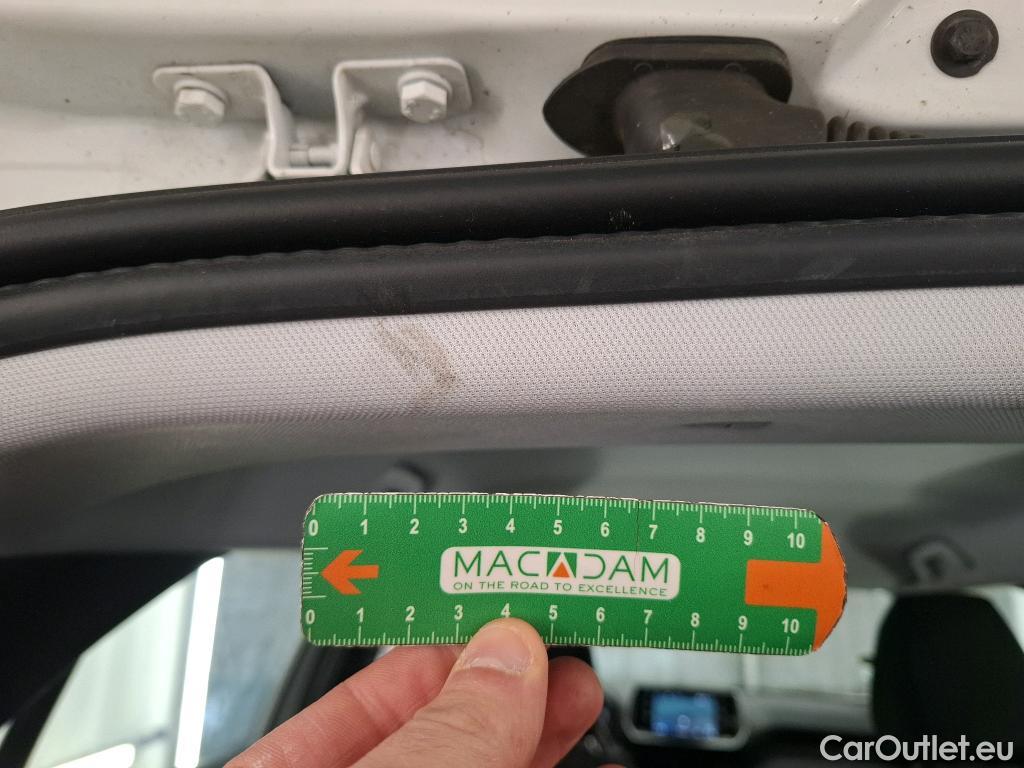 0 1 2 3 4 5 6 7 8 9 10
MACADAM
ON THE ROAD TO EXCELLENCE
0 1 2 3 4 5 6 7 8 9 10
CarOutlet.eu